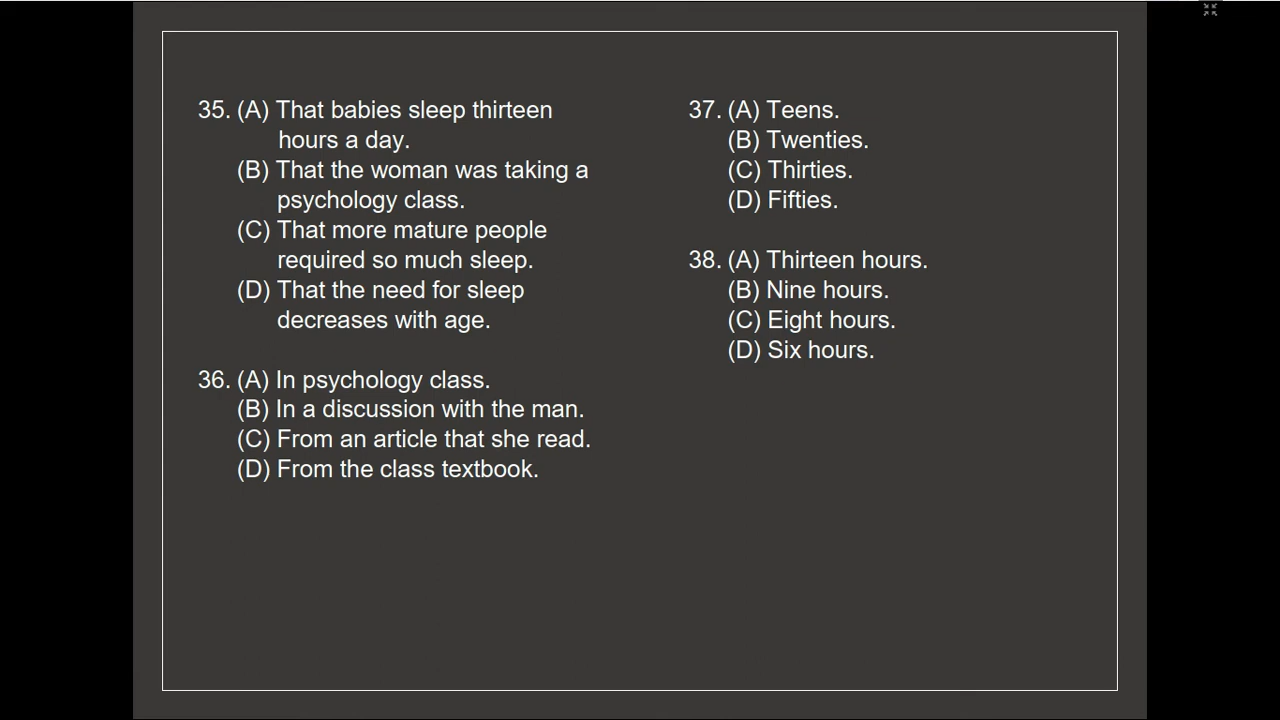 35. (A) That babies sleep thirteen
hours a day.
(B) That the woman was taking a
psychology class.
(C) That more mature people
required so much sleep.
(D) That the need for sleep
decreases with age.
36. (A) In psychology class.
(B) In a discussion with the man.
(C) From an article that she read.
(D) From the class textbook.
37. (A) Teens.
(B) Twenties.
(C) Thirties.
(D) Fifties.
38. (A) Thirteen hours.
(B) Nine hours.
(C) Eight hours.
(D) Six hours.